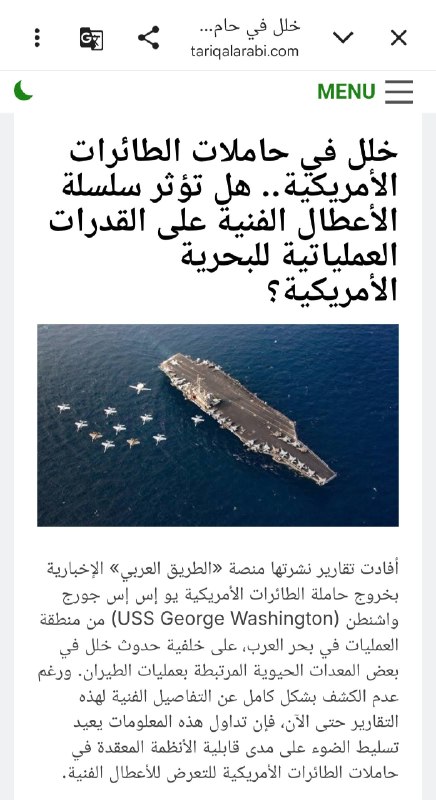 خلل في حام...
tariqalarabi.com
MENU
خلل في حاملات الطائرات
الأمريكية.. هل تؤثر سلسلة
الأعطال الفنية على القدرات
العملياتية للبحرية
الأمريكية؟
أفادت تقارير نشرتها منصة «الطريق العربي» الإخبارية
بخروج حاملة الطائرات الأمريكية يو إس إس جورج
واشنطن (USS George Washington) من منطقة
العمليات في بحر العرب، على خلفية حدوث خلل في
بعض المعدات الحيوية المرتبطة بعمليات الطيران. ورغم
عدم الكشف بشكل كامل عن التفاصيل الفنية لهذه
التقارير حتى الآن، فإن تداول هذه المعلومات يعيد
تسليط الضوء على مدى قابلية الأنظمة المعقدة في
حاملات الطائرات الأمريكية للتعرض للأعطال الفنية.